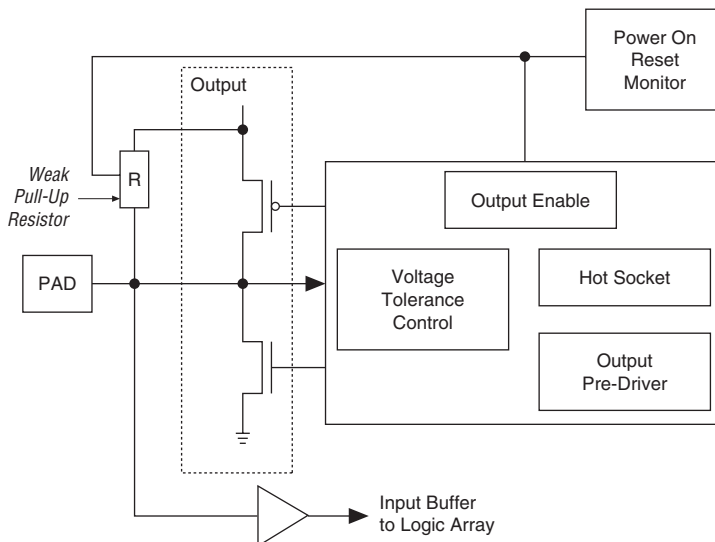 Power On
Reset
Monitor
Output
Weak
Pull-Up
Resistor
R
Output Enable
PAD
Voltage
Tolerance
Control
Hot Socket
Output
Pre-Driver
Input Buffer
to Logic Array